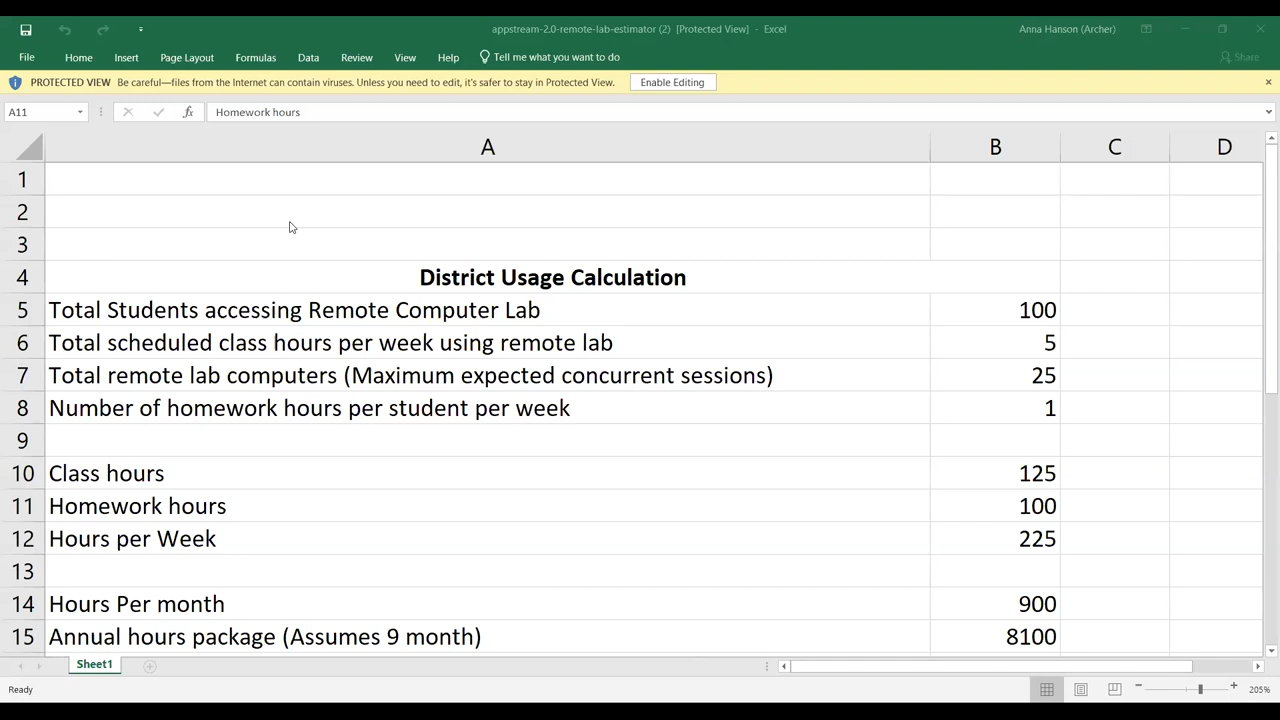 appstream-2.0-remote-lab-estimator (2) [Protected View] - Excel
Anna Hanson (Archer)
File Home Insert Page Layout Formulas Data Review View Help Tell me what you want to do Share
PROTECTED VIEW Be careful—files from the Internet can contain viruses. Unless you need to edit, it's safer to stay in Protected View. Enable Editing
A11 fx Homework hours
A B C D
1
2
3
4 District Usage Calculation
5 Total Students accessing Remote Computer Lab 100
6 Total scheduled class hours per week using remote lab 5
7 Total remote lab computers (Maximum expected concurrent sessions) 25
8 Number of homework hours per student per week 1
9
10 Class hours 125
11 Homework hours 100
12 Hours per Week 225
13
14 Hours Per month 900
15 Annual hours package (Assumes 9 month) 8100
Sheet1
Ready 205%